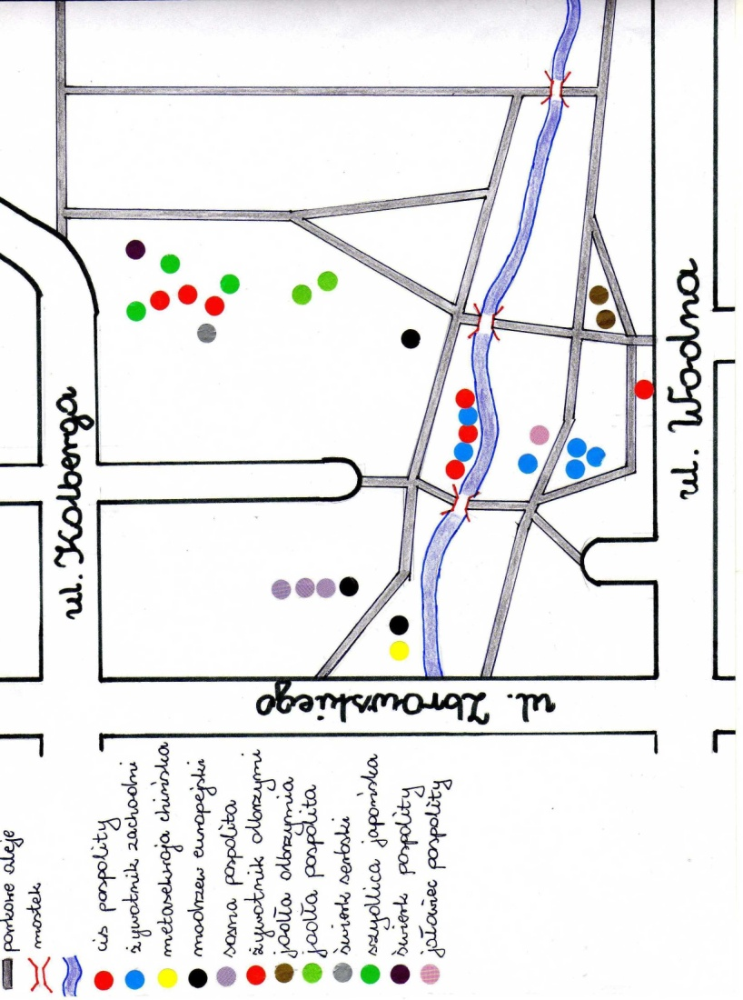 ul. Kolberga
ul. Wodna
ul. Zbrowskiego
parkowe aleje
mostek
cis pospolity
żywotnik zachodni
metasekwoja chińska
modrzew europejski
sosna pospolita
żywotnik olbrzymi
jodła olbrzymia
jodła pospolita
świerk serbski
szydlica japońska
świerk pospolity
jałowiec pospolity